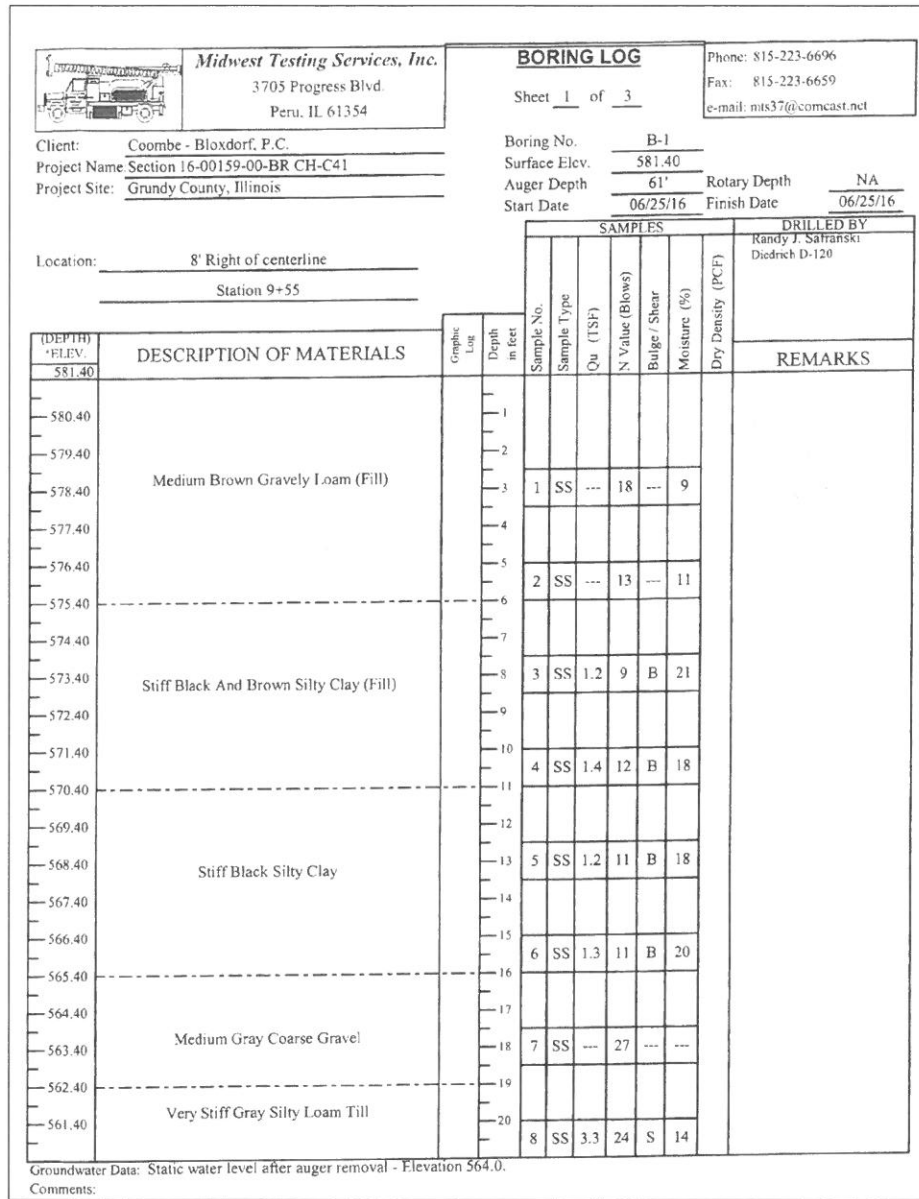 Midwest Testing Services, Inc.
3705 Progress Blvd.
Peru, IL 61354
BORING LOG
Sheet 1 of 3
Phone: 815-223-6696
Fax: 815-223-6659
e-mail: mts37@comcast.net
Client: Coombe - Bloxdorf, P.C.
Project Name Section 16-00159-00-BR CH-C41
Project Site: Grundy County, Illinois
Boring No. B-1
Surface Elev. 581.40
Auger Depth 61' Rotary Depth NA
Start Date 06/25/16 Finish Date 06/25/16
Location: 8' Right of centerline
Station 9+55
SAMPLES
DRILLED BY
Randy J. Safranski
Diedrich D-120
(DEPTH)
*ELEV.
581.40
DESCRIPTION OF MATERIALS
Graphic Log
Depth in feet
Sample No.
Sample Type
Qu (TSF)
N Value (Blows)
Bulge / Shear
Moisture (%)
Dry Density (PCF)
REMARKS
580.40 1
579.40 2
Medium Brown Gravely Loam (Fill)
578.40 3 1 SS --- 18 --- 9
577.40 4
576.40 5
2 SS --- 13 --- 11
575.40 6
574.40 7
573.40 8 3 SS 1.2 9 B 21
Stiff Black And Brown Silty Clay (Fill)
572.40 9
571.40 10
4 SS 1.4 12 B 18
570.40 11
569.40 12
568.40 13 5 SS 1.2 11 B 18
Stiff Black Silty Clay
567.40 14
566.40 15
6 SS 1.3 11 B 20
565.40 16
564.40 17
Medium Gray Coarse Gravel
563.40 18 7 SS --- 27 --- ---
562.40 19
Very Stiff Gray Silty Loam Till
561.40 20
8 SS 3.3 24 S 14
Groundwater Data: Static water level after auger removal - Elevation 564.0.
Comments: